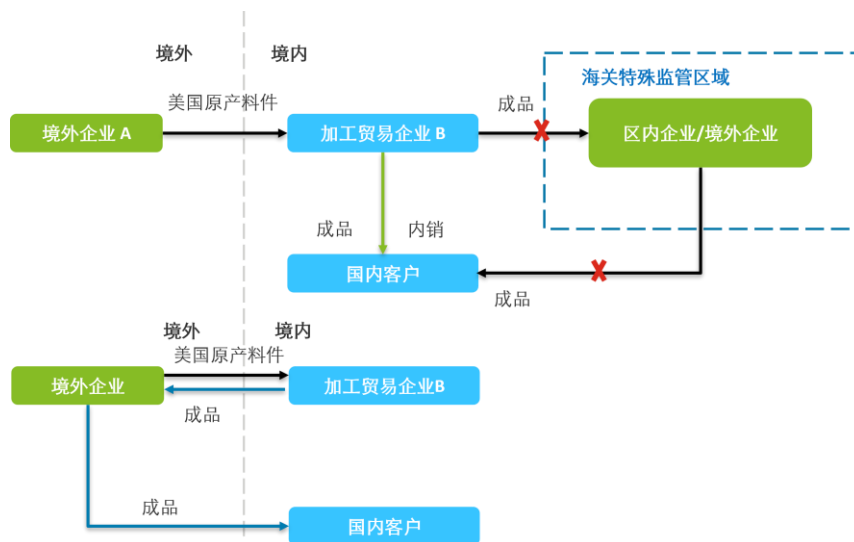 境外
境内
海关特殊监管区域
美国原产料件
成品
境外企业 A
加工贸易企业 B
区内企业/境外企业
成品
内销
国内客户
成品
境外
境内
美国原产料件
境外企业
加工贸易企业B
成品
成品
国内客户